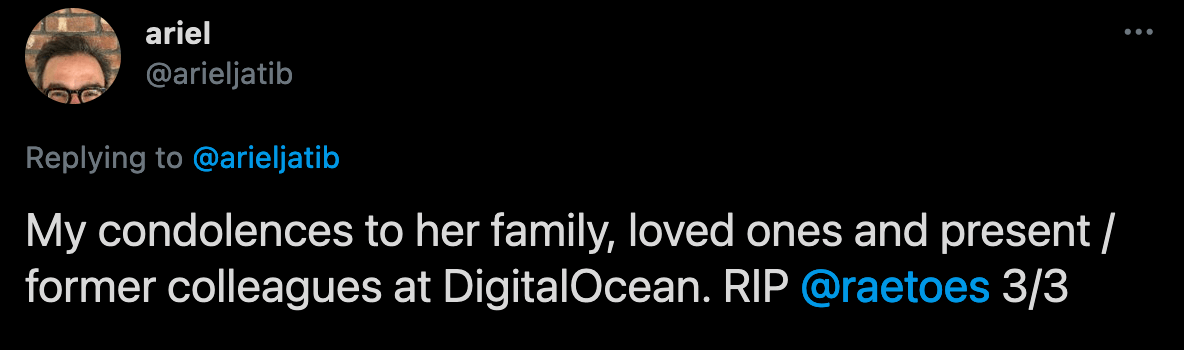 ariel
@arieljatib
Replying to @arieljatib
My condolences to her family, loved ones and present /
former colleagues at DigitalOcean. RIP @raetoes 3/3